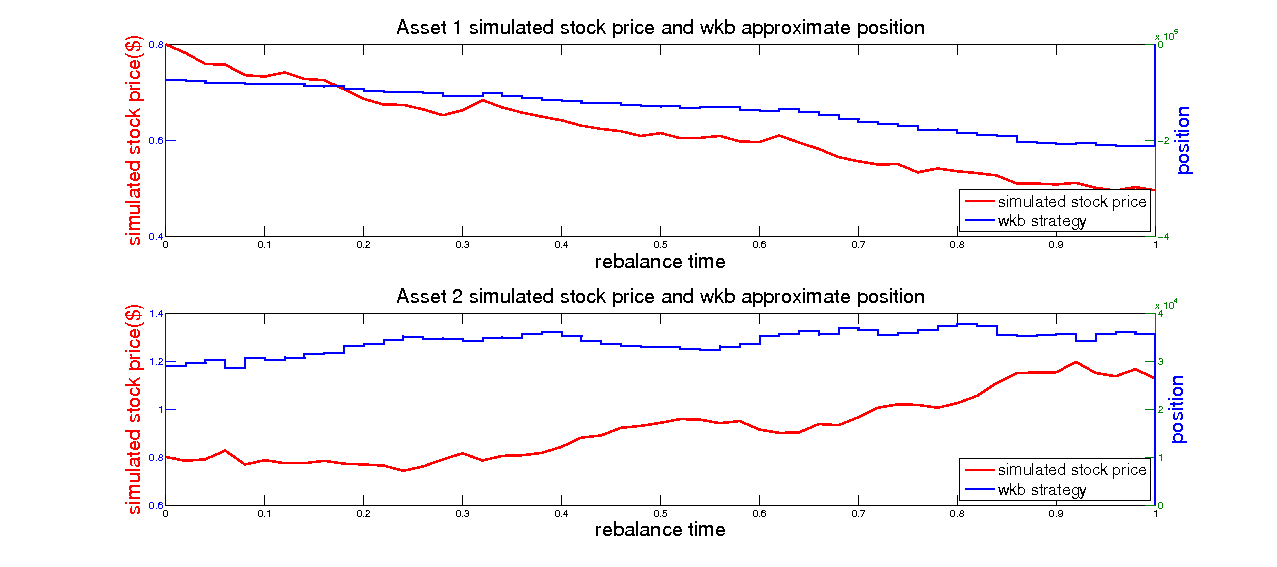 Asset 1 simulated stock price and wkb approximate position
x 10^5
simulated stock price($)
0.8
0.6
0.4
0
−2
−4
position
simulated stock price
wkb strategy
0 0.1 0.2 0.3 0.4 0.5 0.6 0.7 0.8 0.9 1
rebalance time
Asset 2 simulated stock price and wkb approximate position
x 10^4
simulated stock price($)
1.4
1.2
1
0.8
0.6
4
3
2
1
0
position
simulated stock price
wkb strategy
0 0.1 0.2 0.3 0.4 0.5 0.6 0.7 0.8 0.9 1
rebalance time